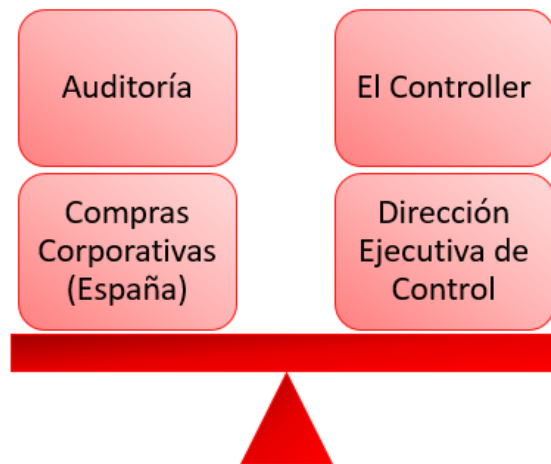 Auditoría
El Controller
Compras
Corporativas
(España)
Dirección
Ejecutiva de
Control